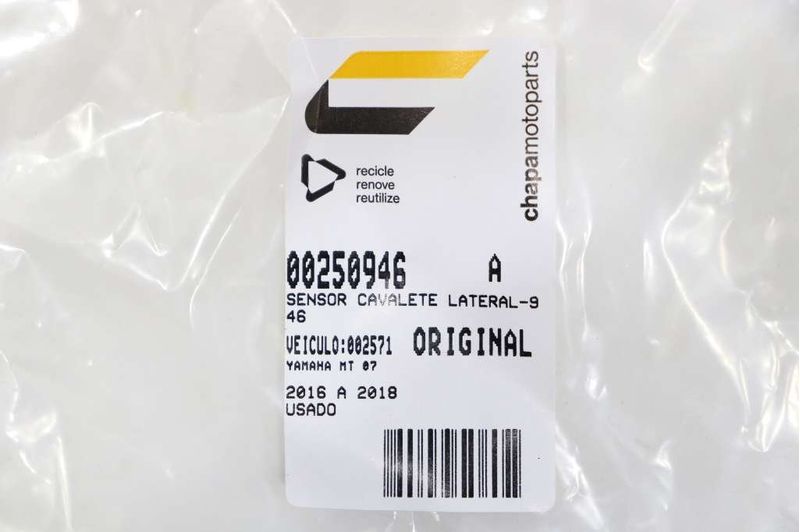 chapamotoparts
recicle
renove
reutilize
00250946 A
SENSOR CAVALETE LATERAL-9
46
VEICULO:002571 ORIGINAL
YAMAHA MT 07
2016 A 2018
USADO